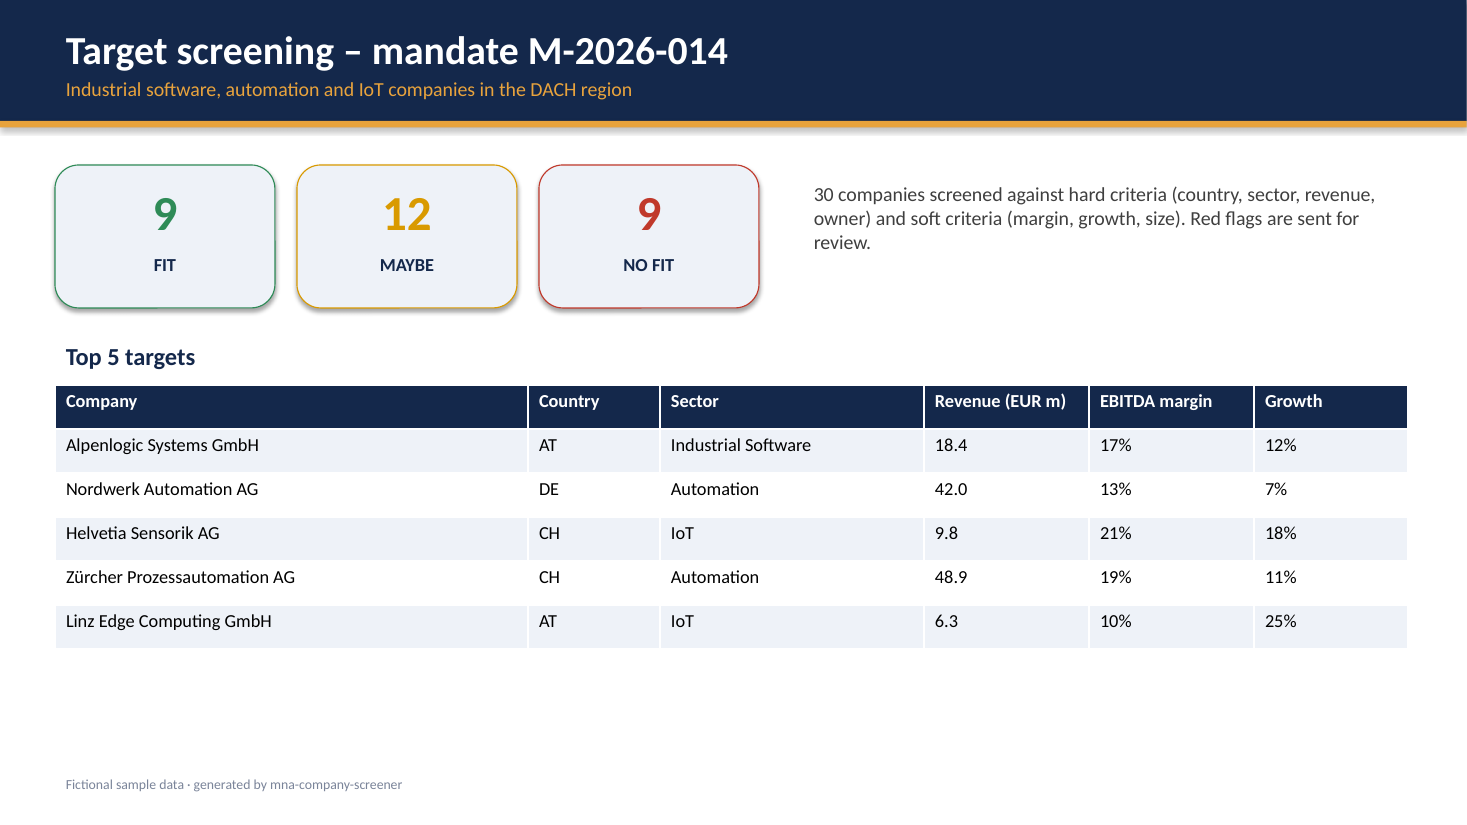 Target screening – mandate M-2026-014
Industrial software, automation and IoT companies in the DACH region
9
FIT
12
MAYBE
9
NO FIT
30 companies screened against hard criteria (country, sector, revenue,
owner) and soft criteria (margin, growth, size). Red flags are sent for
review.
Top 5 targets
Company Country Sector Revenue (EUR m) EBITDA margin Growth
Alpenlogic Systems GmbH AT Industrial Software 18.4 17% 12%
Nordwerk Automation AG DE Automation 42.0 13% 7%
Helvetia Sensorik AG CH IoT 9.8 21% 18%
Zürcher Prozessautomation AG CH Automation 48.9 19% 11%
Linz Edge Computing GmbH AT IoT 6.3 10% 25%
Fictional sample data · generated by mna-company-screener